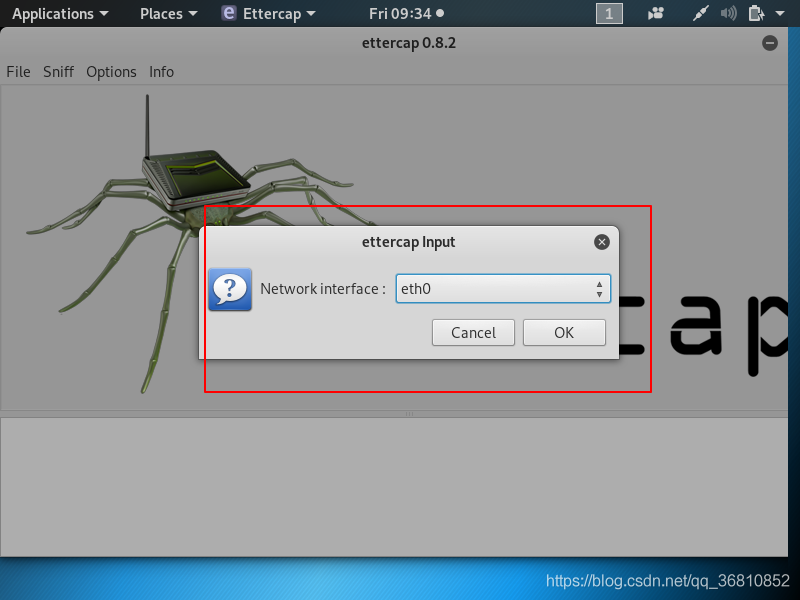 Applications Places Ettercap Fri 09:34 1
ettercap 0.8.2
File Sniff Options Info
ettercap Input
Network interface : eth0
Cancel OK
cap
https://blog.csdn.net/qq_36810852